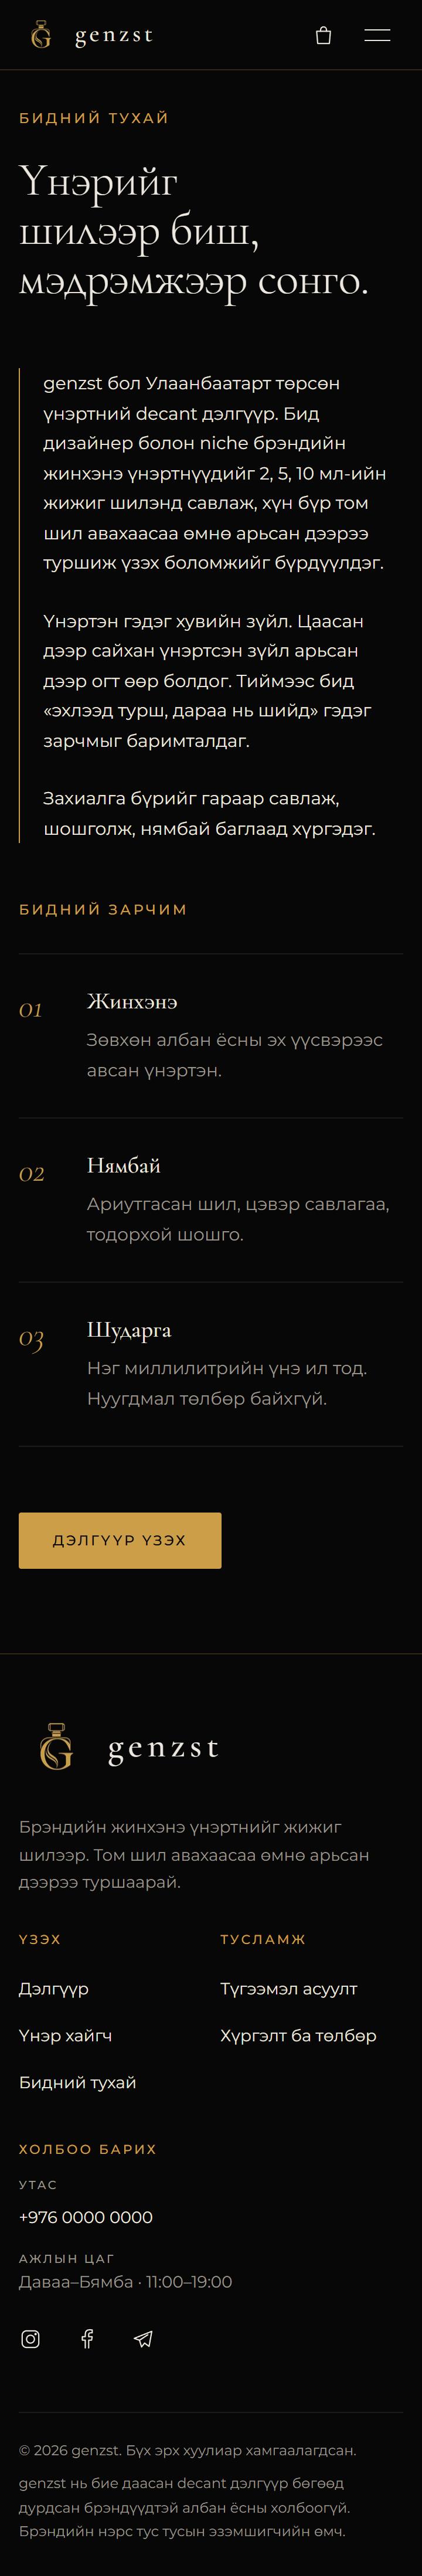 genzst
БИДНИЙ ТУХАЙ
Үнэрийг
шилээр биш,
мэдрэмжээр сонго.
genzst бол Улаанбаатарт төрсөн
үнэртний decant дэлгүүр. Бид
дизайнер болон niche брэндийн
жинхэнэ үнэртнүүдийг 2, 5, 10 мл-ийн
жижиг шилэнд савлаж, хүн бүр том
шил авахаасаа өмнө арьсан дээрээ
туршиж үзэх боломжийг бүрдүүлдэг.
Үнэртэн гэдэг хувийн зүйл. Цаасан
дээр сайхан үнэртсэн зүйл арьсан
дээр огт өөр болдог. Тиймээс бид
«эхлээд турш, дараа нь шийд» гэдэг
зарчмыг баримталдаг.
Захиалга бүрийг гараар савлаж,
шошголж, нямбай баглаад хүргэдэг.
БИДНИЙ ЗАРЧИМ
01 Жинхэнэ
Зөвхөн албан ёсны эх үүсвэрээс
авсан үнэртэн.
02 Нямбай
Ариутгасан шил, цэвэр савлагаа,
тодорхой шошго.
03 Шударга
Нэг миллилитрийн үнэ ил тод.
Нуугдмал төлбөр байхгүй.
ДЭЛГҮҮР ҮЗЭХ
genzst
Брэндийн жинхэнэ үнэртнийг жижиг
шилээр. Том шил авахаасаа өмнө арьсан
дээрээ туршаарай.
ҮЗЭХ
Дэлгүүр
Үнэр хайгч
Бидний тухай
ТУСЛАМЖ
Түгээмэл асуулт
Хүргэлт ба төлбөр
ХОЛБОО БАРИХ
УТАС
+976 0000 0000
АЖЛЫН ЦАГ
Даваа–Бямба · 11:00–19:00
© 2026 genzst. Бүх эрх хуулиар хамгаалагдсан.
genzst нь бие даасан decant дэлгүүр бөгөөд
дурдсан брэндүүдтэй албан ёсны холбоогүй.
Брэндийн нэрс тус тусын эзэмшигчийн өмч.